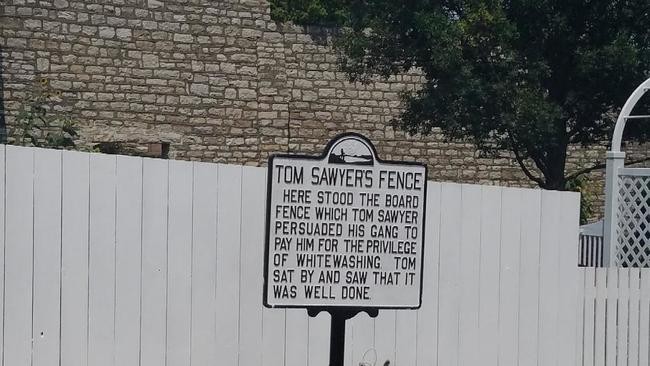 TOM SAWYER'S FENCE
HERE STOOD THE BOARD
FENCE WHICH TOM SAWYER
PERSUADED HIS GANG TO
PAY HIM FOR THE PRIVILEGE
OF WHITEWASHING. TOM
SAT BY AND SAW THAT IT
WAS WELL DONE.